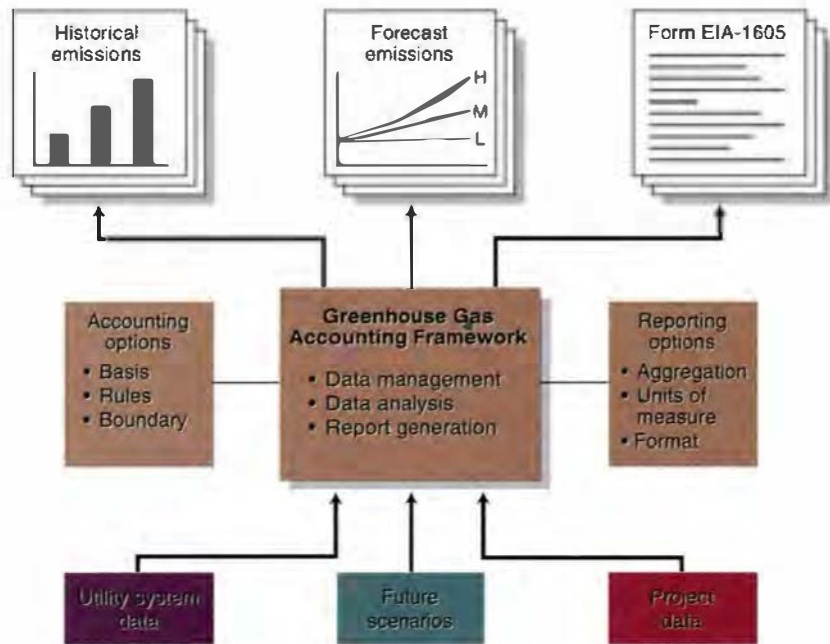 Historical
emissions
Forecast
emissions
H
M
L
Form EIA-1605
Accounting
options
• Basis
• Rules
• Boundary
Greenhouse Gas
Accounting Framework
• Data management
• Data analysis
• Report generation
Reporting
options
• Aggregation
• Units of
measure
• Format
Utility system
data
Future
scenarios
Project
data